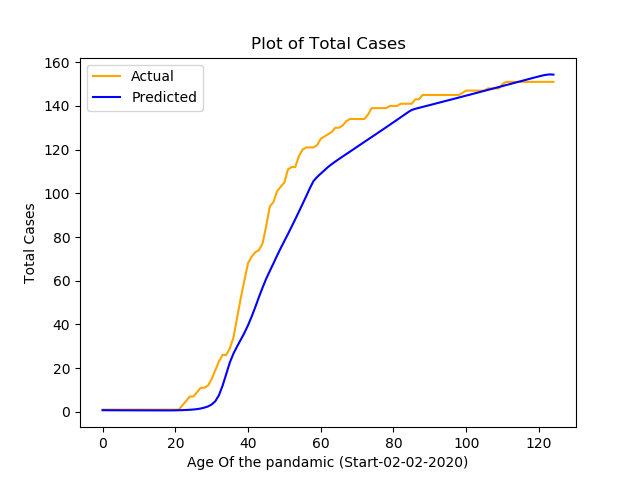 Plot of Total Cases
Actual
Predicted
160
140
120
100
80
60
40
20
0
Total Cases
0 20 40 60 80 100 120
Age Of the pandamic (Start-02-02-2020)